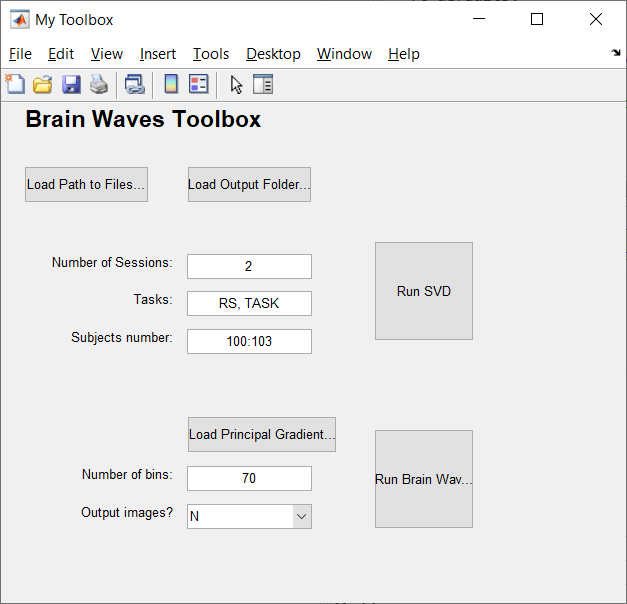 My Toolbox
File Edit View Insert Tools Desktop Window Help
Brain Waves Toolbox
Load Path to Files... Load Output Folder...
Number of Sessions: 2
Run SVD
Tasks: RS, TASK
Subjects number: 100:103
Load Principal Gradient...
Number of bins: 70
Run Brain Wav...
Output images? N